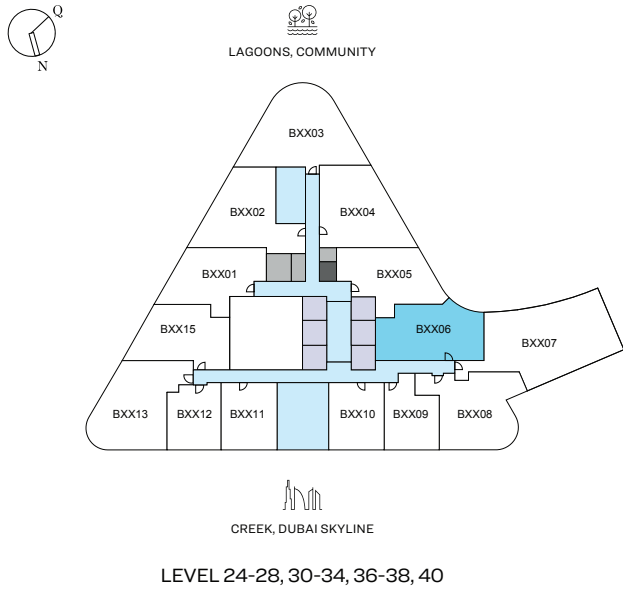 Q
N
LAGOONS, COMMUNITY
BXX03
BXX02
BXX04
BXX01
BXX05
BXX15
BXX06
BXX07
BXX13
BXX12
BXX11
BXX10
BXX09
BXX08
CREEK, DUBAI SKYLINE
LEVEL 24-28, 30-34, 36-38, 40